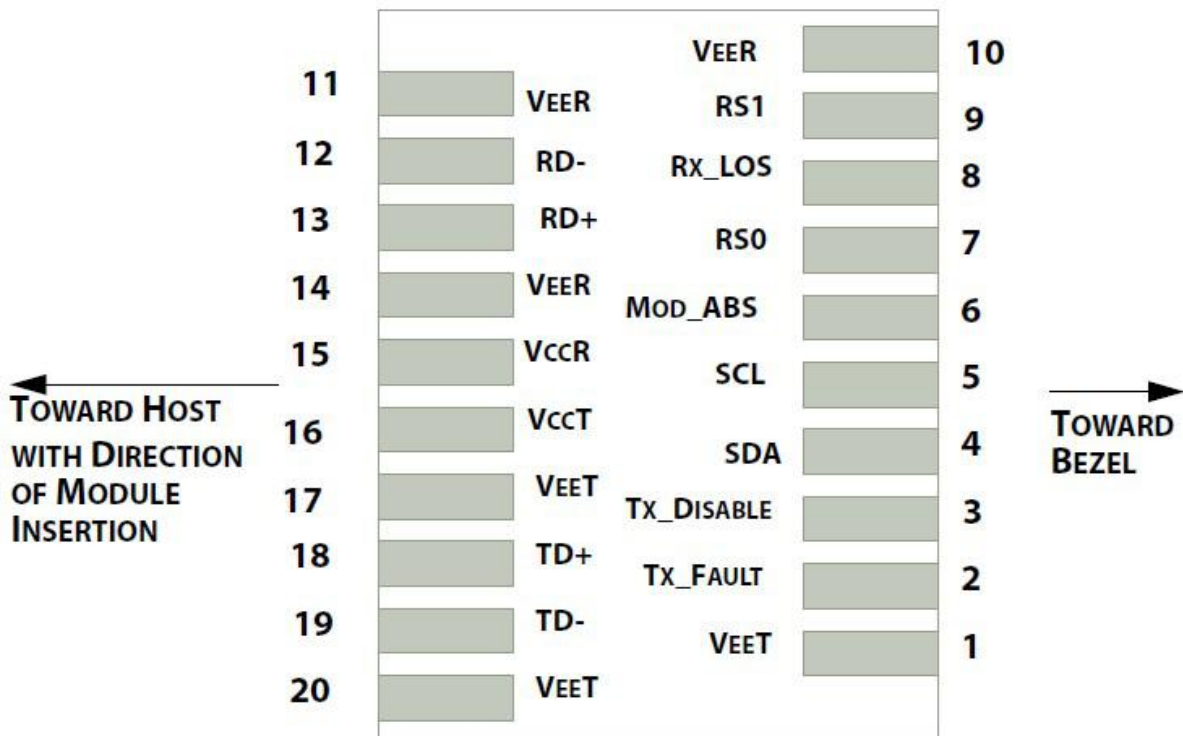 VEER 10
11 VEER
RS1 9
12 RD-
RX_LOS 8
13 RD+
RS0 7
14 VEER
MOD_ABS 6
15 VCCR
SCL 5
TOWARD HOST
WITH DIRECTION
OF MODULE
INSERTION
TOWARD
BEZEL
16 VCCT
SDA 4
17 VEET
TX_DISABLE 3
18 TD+
TX_FAULT 2
19 TD-
VEET 1
20 VEET